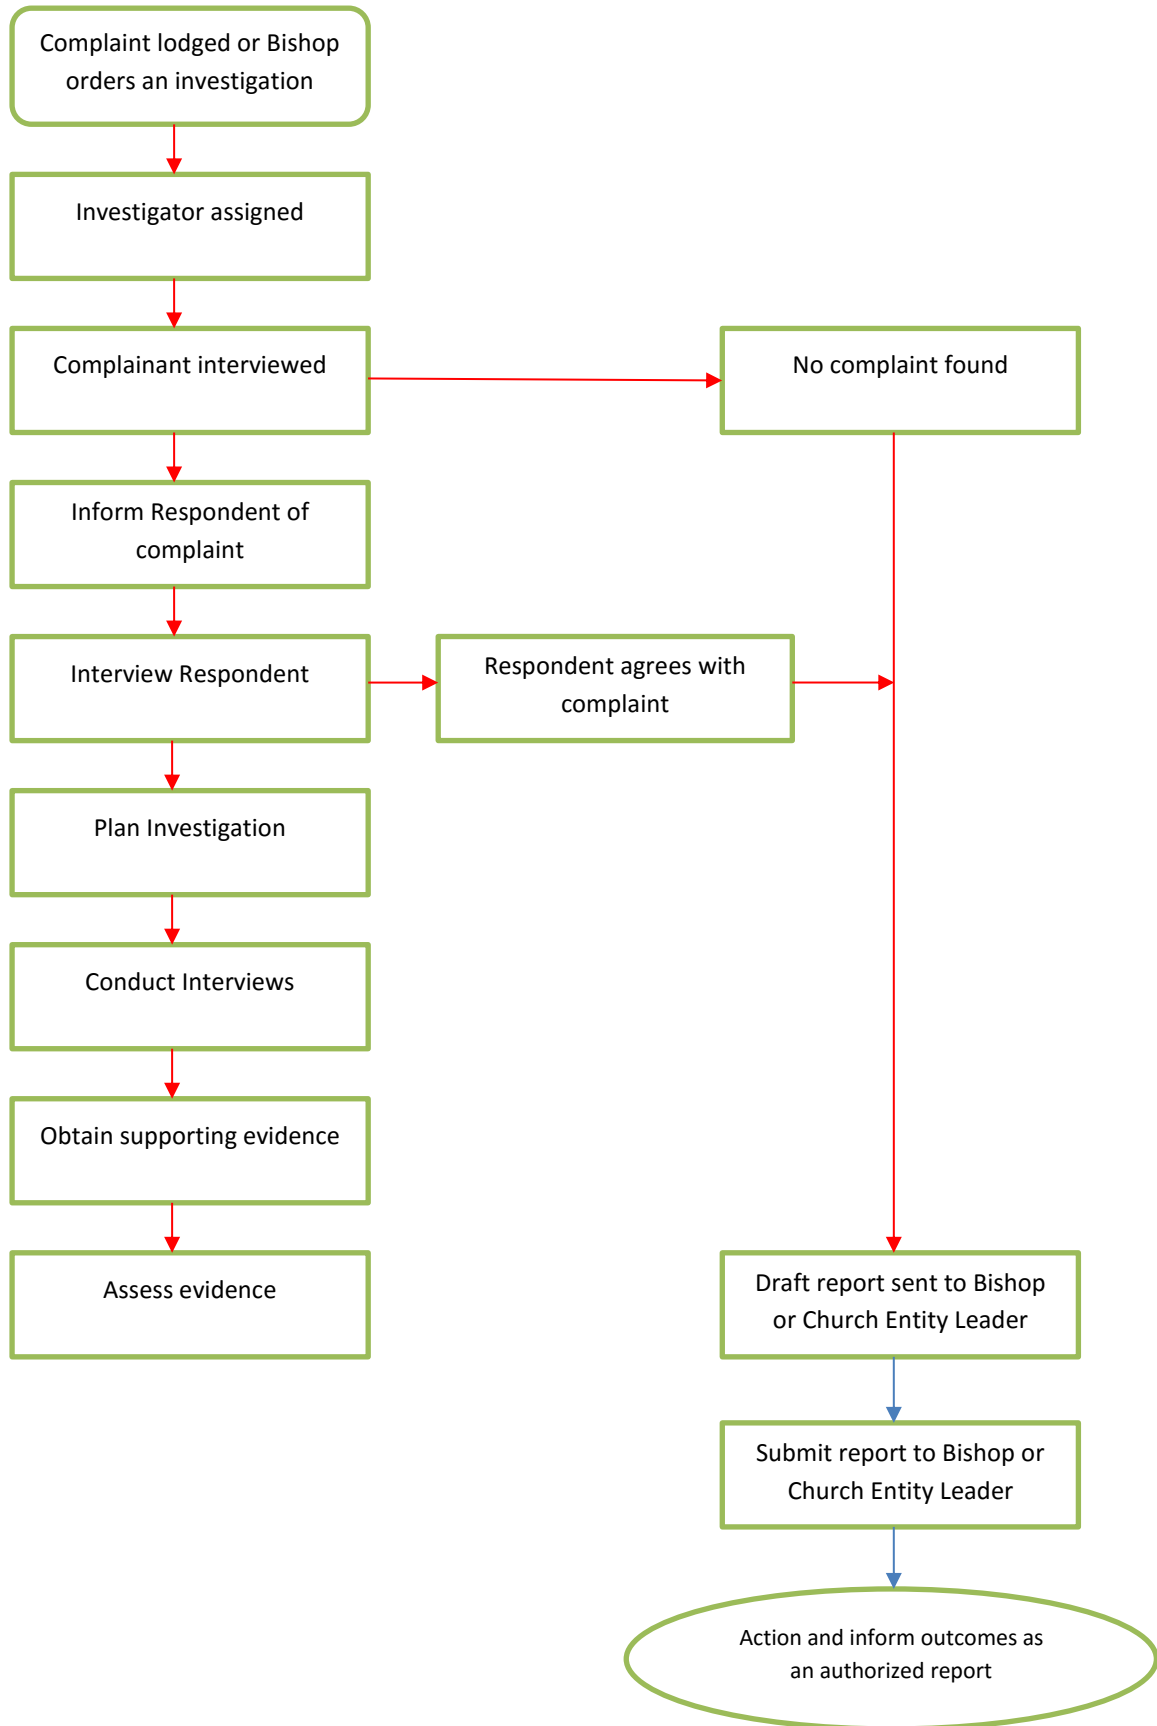 Complaint lodged or Bishop
orders an investigation
Investigator assigned
Complainant interviewed
No complaint found
Inform Respondent of
complaint
Interview Respondent
Respondent agrees with
complaint
Plan Investigation
Conduct Interviews
Obtain supporting evidence
Assess evidence
Draft report sent to Bishop
or Church Entity Leader
Submit report to Bishop or
Church Entity Leader
Action and inform outcomes as
an authorized report